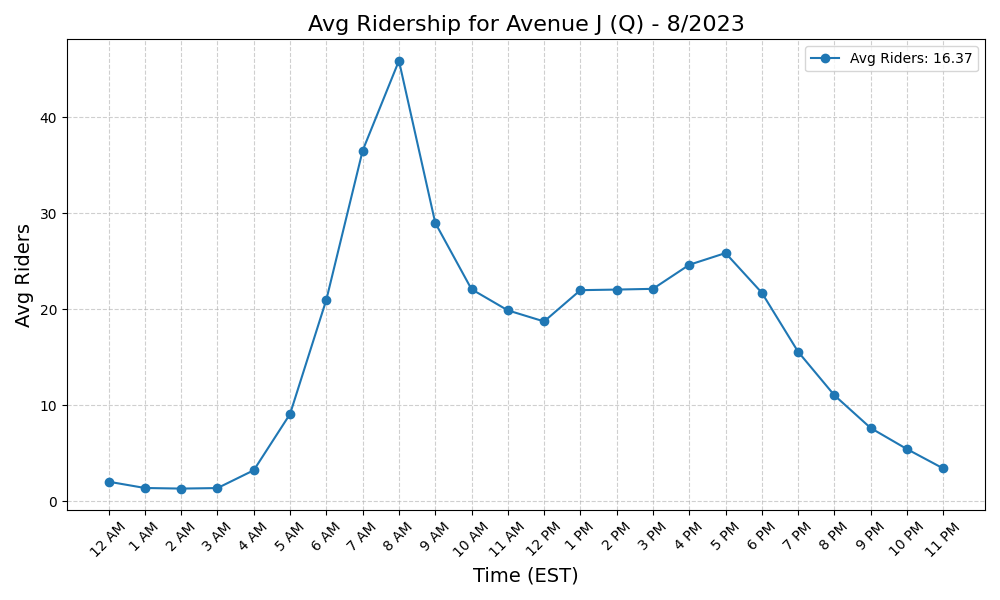 Avg Ridership for Avenue J (Q) - 8/2023
Avg Riders: 16.37
Avg Riders
40
30
20
10
0
12 AM
1 AM
2 AM
3 AM
4 AM
5 AM
6 AM
7 AM
8 AM
9 AM
10 AM
11 AM
12 PM
1 PM
2 PM
3 PM
4 PM
5 PM
6 PM
7 PM
8 PM
9 PM
10 PM
11 PM
Time (EST)